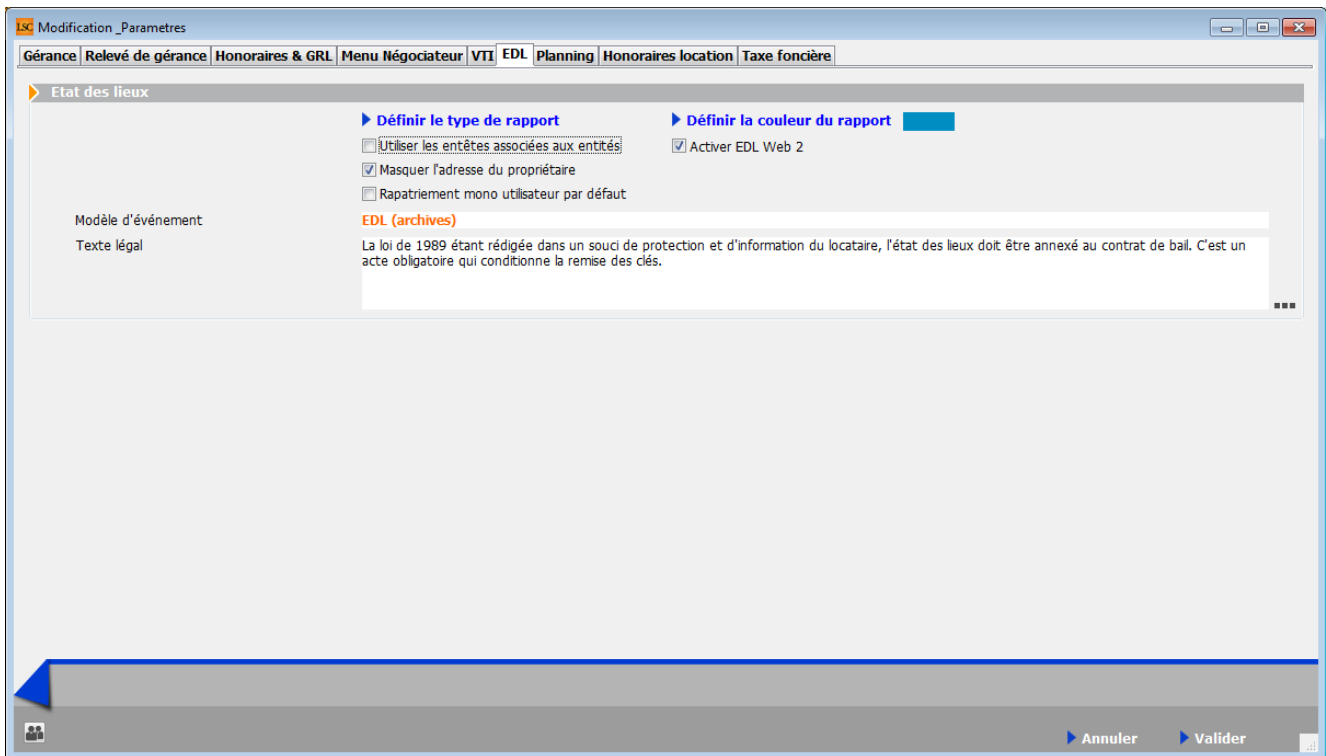 LSC Modification _Parametres
Gérance Relevé de gérance Honoraires & GRL Menu Négociateur VTI EDL Planning Honoraires location Taxe foncière
Etat des lieux
Définir le type de rapport Définir la couleur du rapport
Utiliser les entêtes associées aux entités Activer EDL Web 2
Masquer l'adresse du propriétaire
Rapatriement mono utilisateur par défaut
Modèle d'événement EDL (archives)
Texte légal La loi de 1989 étant rédigée dans un souci de protection et d'information du locataire, l'état des lieux doit être annexé au contrat de bail. C'est un
acte obligatoire qui conditionne la remise des clés.
Annuler Valider